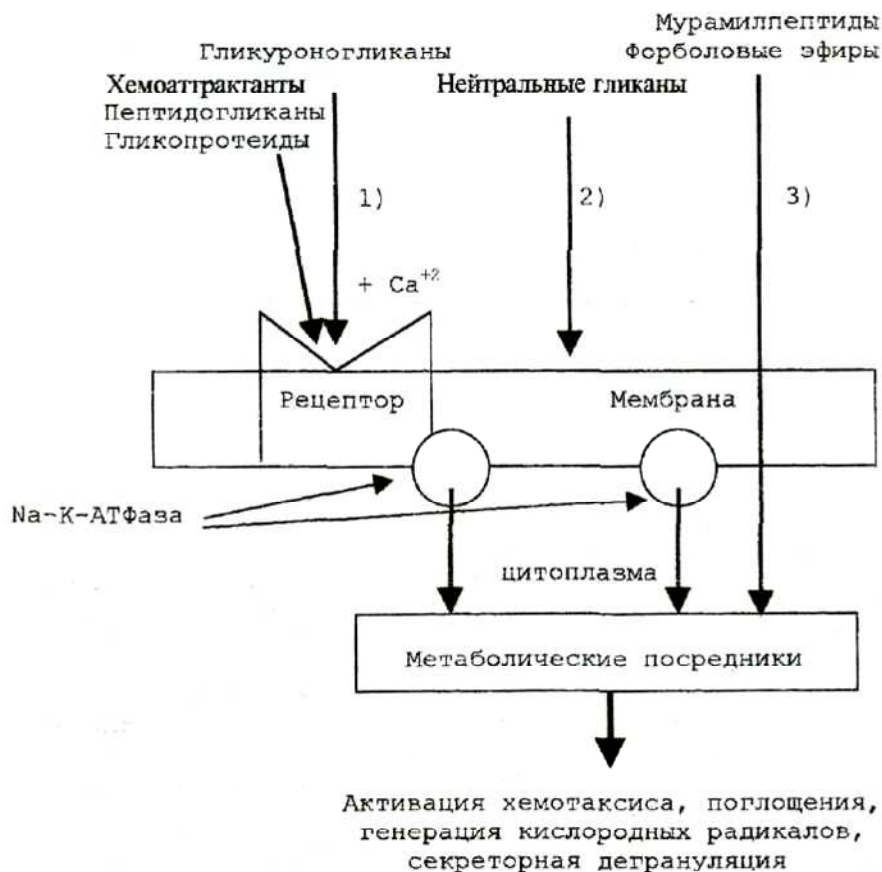 Мурамилпептиды
Форболовые эфиры
Гликуроногликаны
Хемоаттрактанты
Пептидогликаны
Гликопротеиды
Нейтральные гликаны
1)
2)
3)
+ Ca⁺²
Рецептор
Мембрана
Na-K-АТФаза
цитоплазма
Метаболические посредники
Активация хемотаксиса, поглощения,
генерация кислородных радикалов,
секреторная дегрануляция